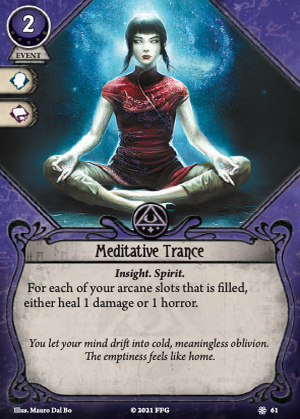 2
EVENT
Meditative Trance
Insight. Spirit.
For each of your arcane slots that is filled,
either heal 1 damage or 1 horror.
You let your mind drift into cold, meaningless oblivion.
The emptiness feels like home.
Illus. Mauro Dal Bo
© 2021 FFG
61